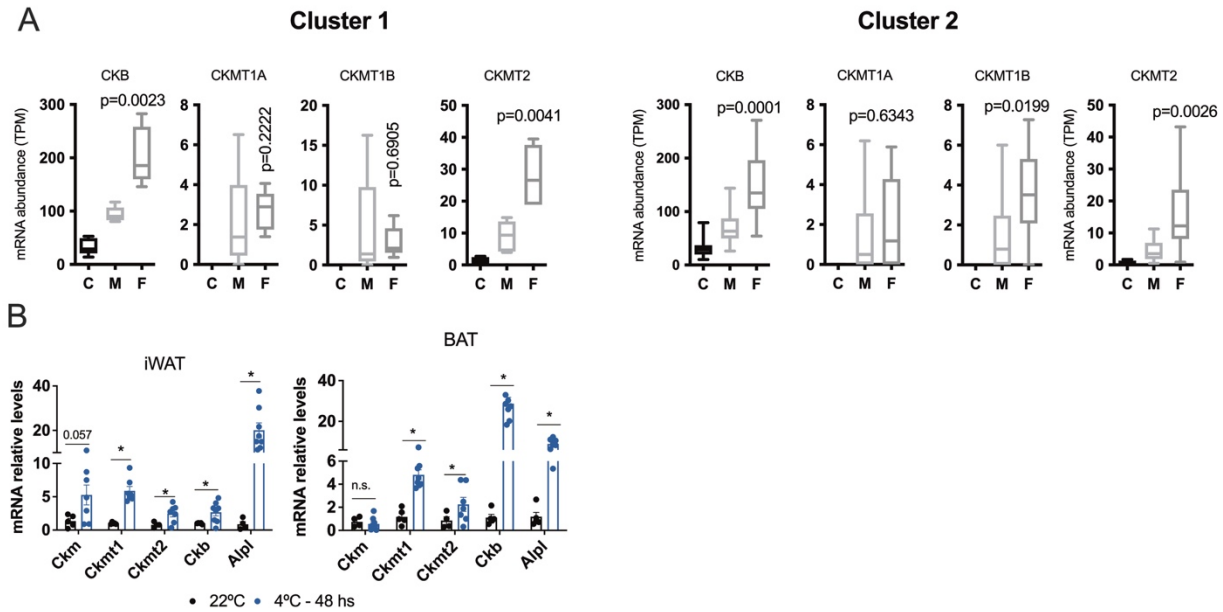 A
Cluster 1
Cluster 2
CKB
CKMT1A
CKMT1B
CKMT2
CKB
CKMT1A
CKMT1B
CKMT2
mRNA abundance (TPM)
300
200
100
0
p=0.0023
C M F
8
6
4
2
0
p=0.2222
C M F
20
15
10
5
0
p=0.6905
C M F
50
40
30
20
10
0
p=0.0041
C M F
mRNA abundance (TPM)
300
200
100
0
p=0.0001
C M F
8
6
4
2
0
p=0.6343
C M F
8
6
4
2
0
p=0.0199
C M F
mRNA abundance (TPM)
50
40
30
20
10
0
p=0.0026
C M F
B
iWAT
mRNA relative levels
40
20
10
5
0
0.057
*
*
*
*
Ckm
Ckmt1
Ckmt2
Ckb
Alpl
BAT
mRNA relative levels
40
20
6
4
2
0
n.s.
*
*
*
*
Ckm
Ckmt1
Ckmt2
Ckb
Alpl
22ºC 4ºC - 48 hs